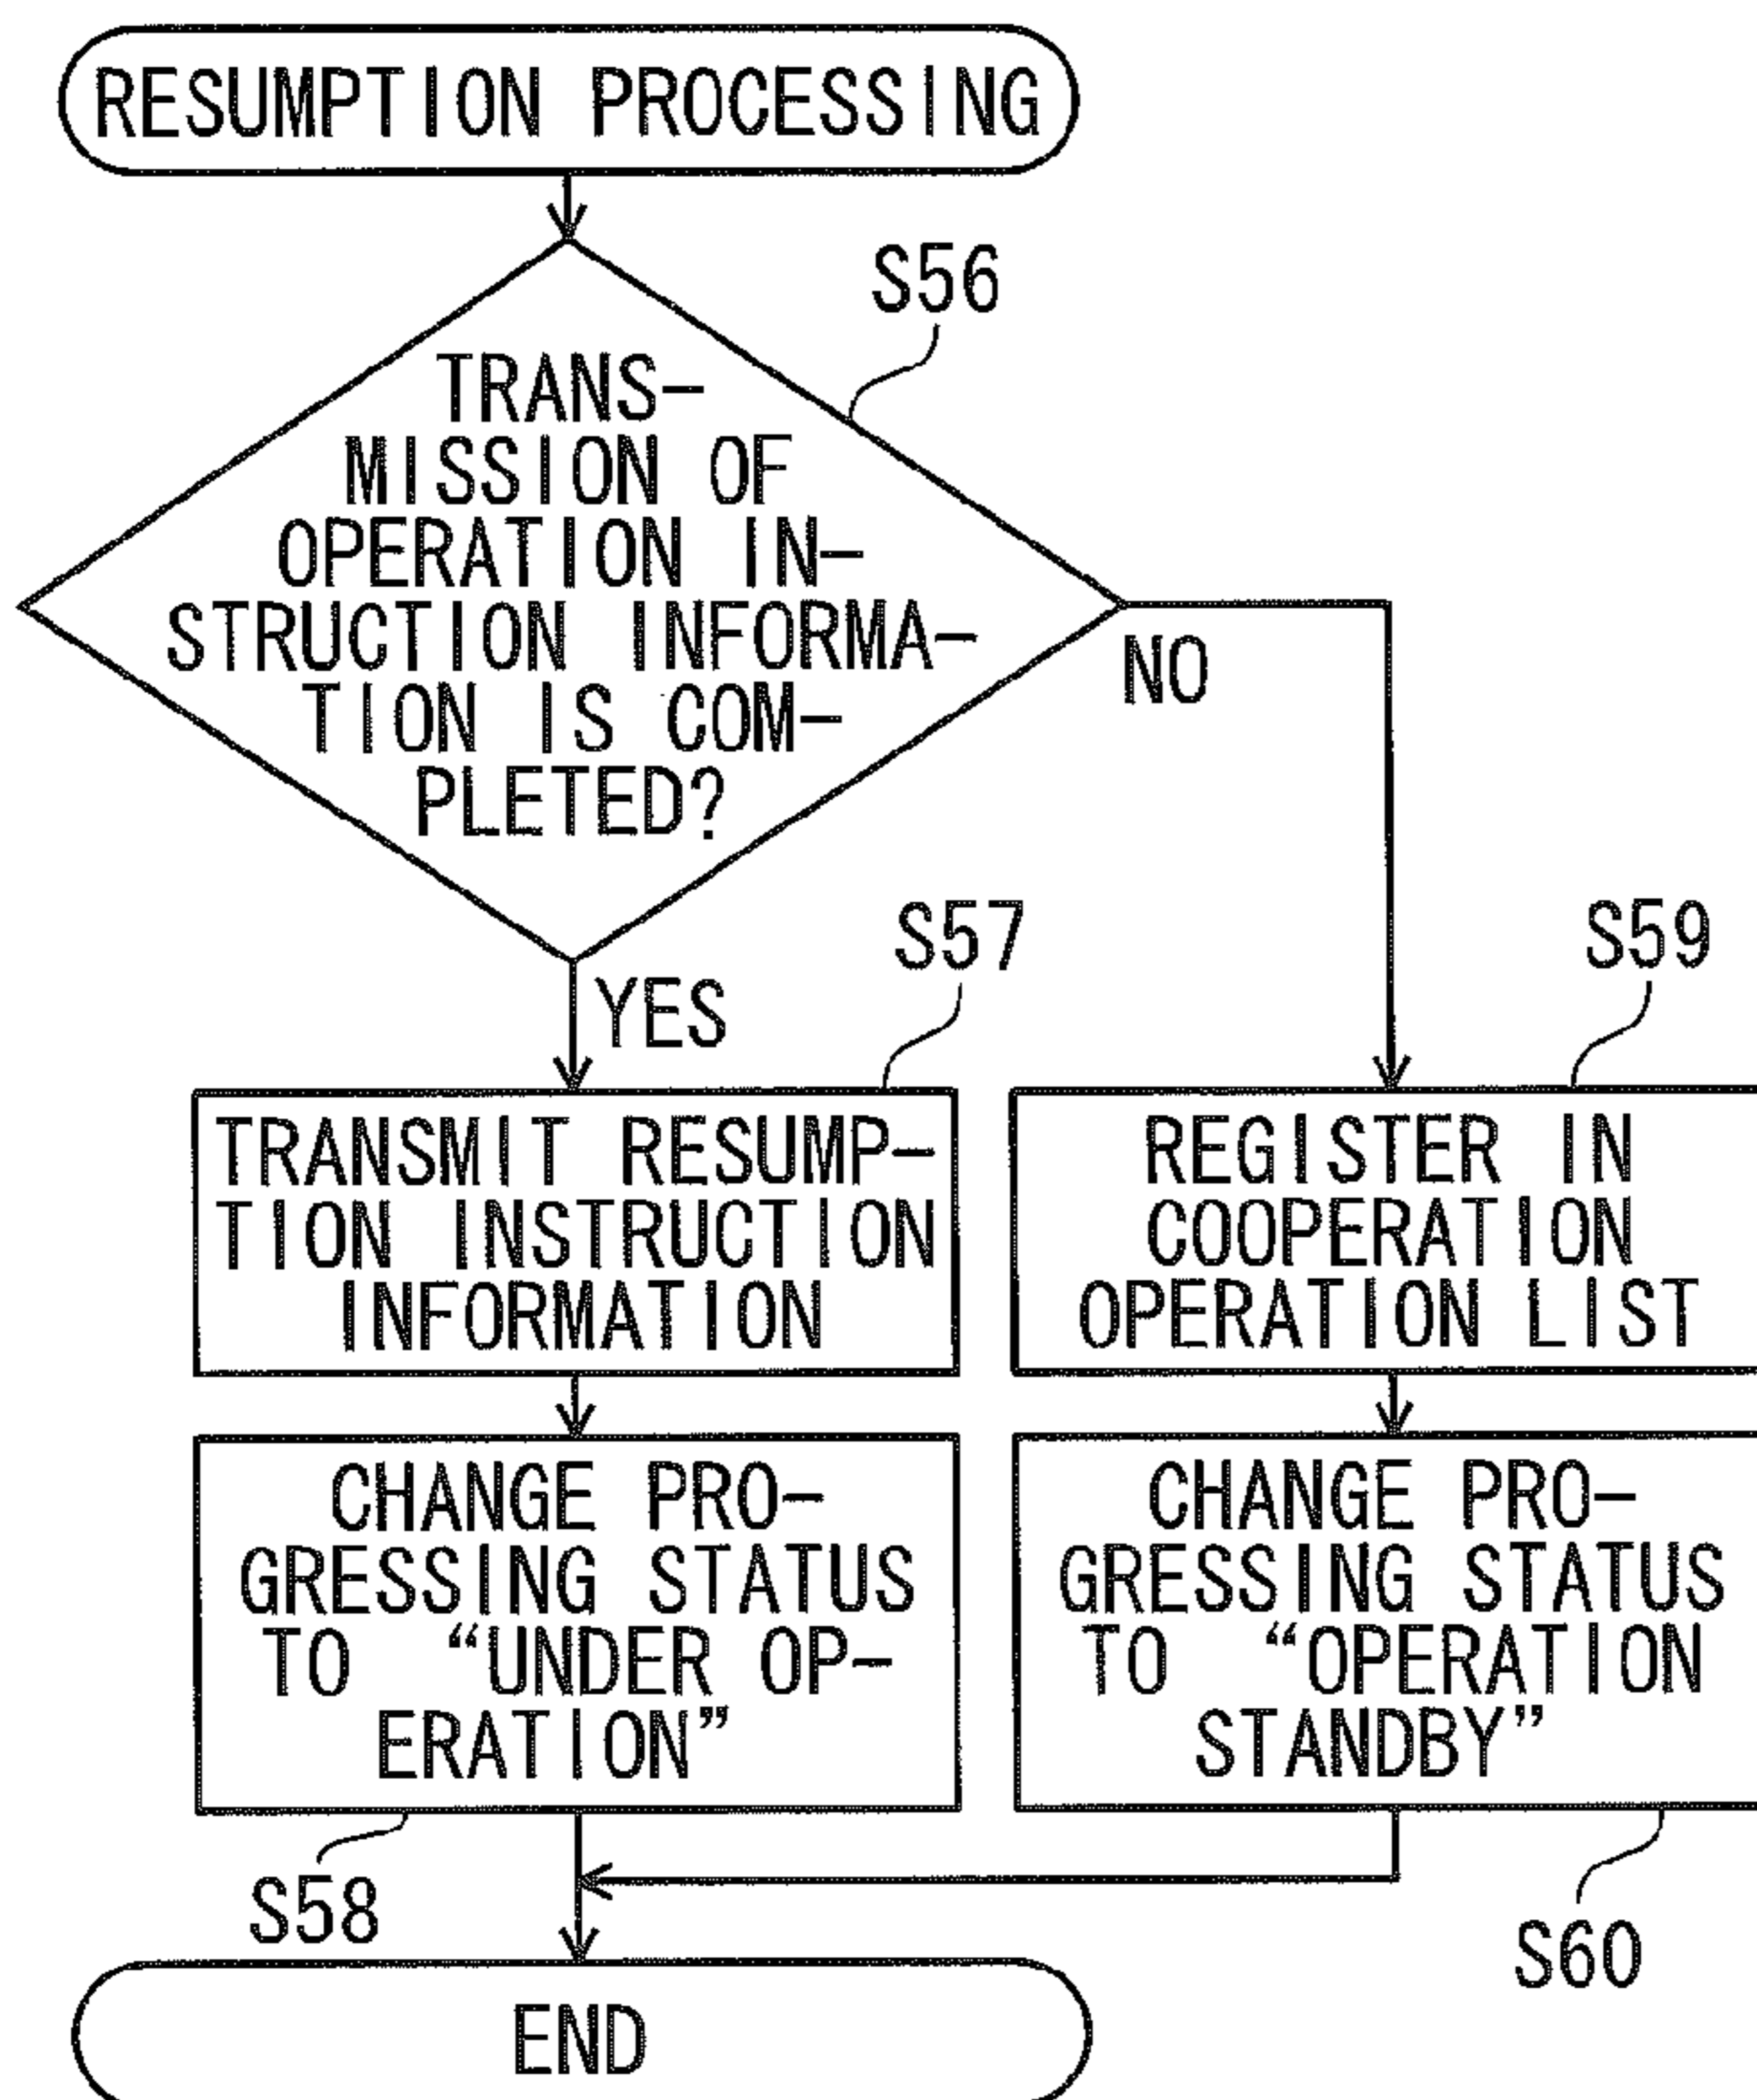 RESUMPTION PROCESSING
S56
TRANS-
MISSION OF
OPERATION IN-
STRUCTION INFORMA-
TION IS COM-
PLETED?
NO
YES
S57
TRANSMIT RESUMP-
TION INSTRUCTION
INFORMATION
S59
REGISTER IN
COOPERATION
OPERATION LIST
CHANGE PRO-
GRESSING STATUS
TO “UNDER OP-
ERATION”
S58
CHANGE PRO-
GRESSING STATUS
TO “OPERATION
STANDBY”
S60
END